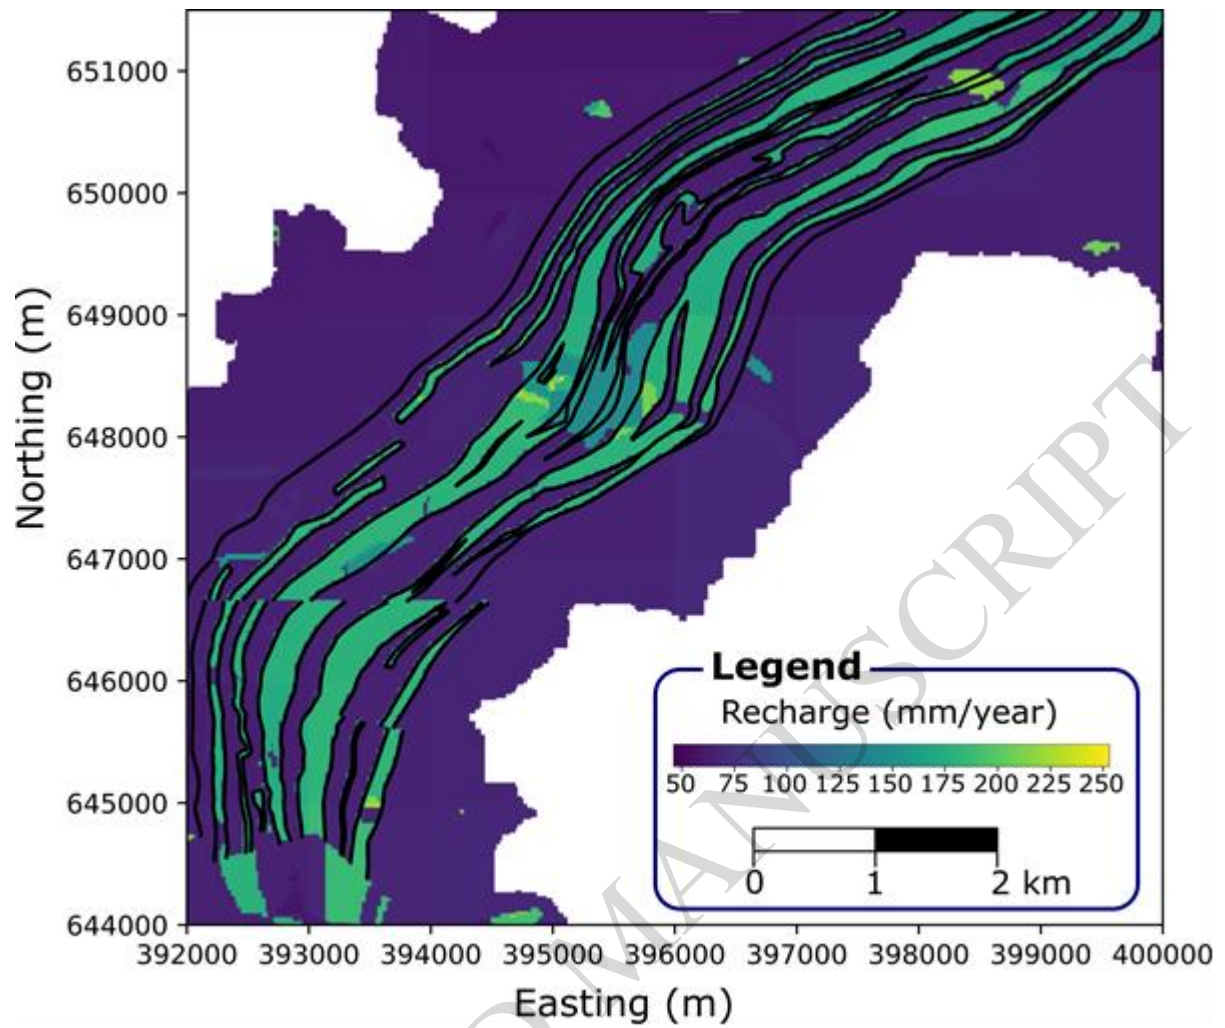 651000
650000
649000
648000
647000
646000
645000
644000
Northing (m)
392000 393000 394000 395000 396000 397000 398000 399000 400000
Easting (m)
Legend
Recharge (mm/year)
50 75 100 125 150 175 200 225 250
0 1 2 km
D MANUSCRIPT